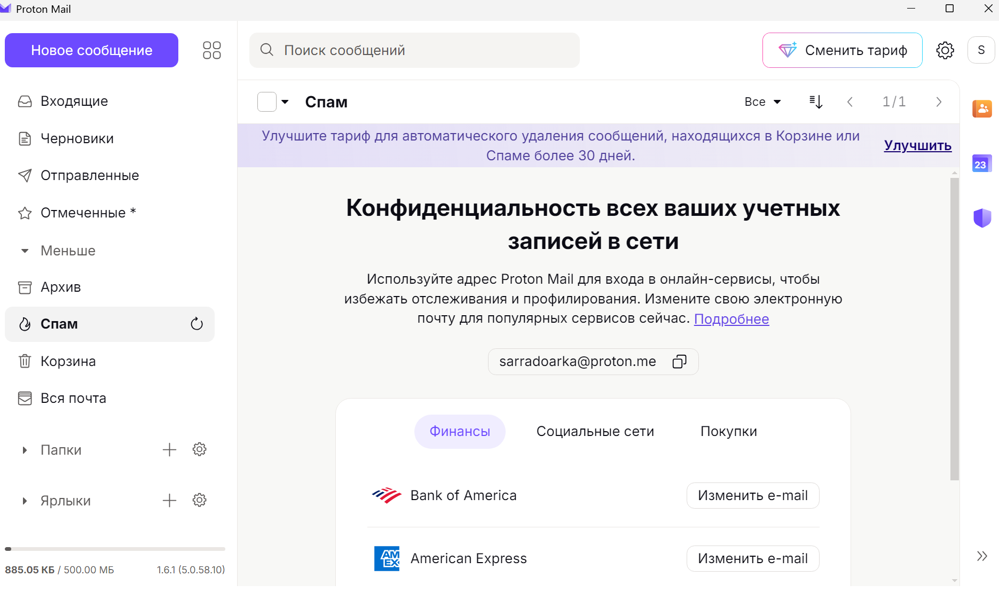 Proton Mail
Новое сообщение
Поиск сообщений
Сменить тариф
S
Входящие
Черновики
Отправленные
Отмеченные *
Меньше
Архив
Спам
Корзина
Вся почта
Папки
Ярлыки
885.05 КБ / 500.00 МБ
1.6.1 (5.0.58.10)
Спам
Все
1/1
Улучшите тариф для автоматического удаления сообщений, находящихся в Корзине или
Спаме более 30 дней.
Улучшить
Конфиденциальность всех ваших учетных
записей в сети
Используйте адрес Proton Mail для входа в онлайн-сервисы, чтобы
избежать отслеживания и профилирования. Измените свою электронную
почту для популярных сервисов сейчас. Подробнее
sarradoarka@proton.me
Финансы
Социальные сети
Покупки
Bank of America
Изменить e-mail
AM
EX
American Express
Изменить e-mail
23